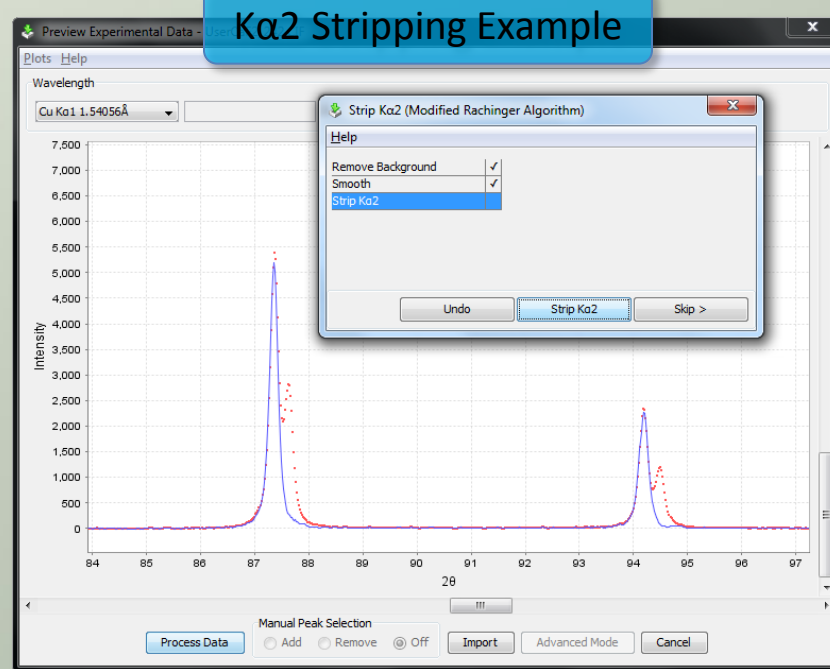 Kα2 Stripping Example
Preview Experimental Data - User
Plots Help
Wavelength
Cu Kα1 1.54056Å
Strip Kα2 (Modified Rachinger Algorithm)
Help
Remove Background ✓
Smooth ✓
Strip Kα2
Undo Strip Kα2 Skip >
7,500
7,000
6,500
6,000
5,500
5,000
4,500
4,000
3,500
3,000
2,500
2,000
1,500
1,000
500
0
Intensity
84 85 86 87 88 89 90 91 92 93 94 95 96 97
2θ
Manual Peak Selection
Process Data Add Remove Off Import Advanced Mode Cancel